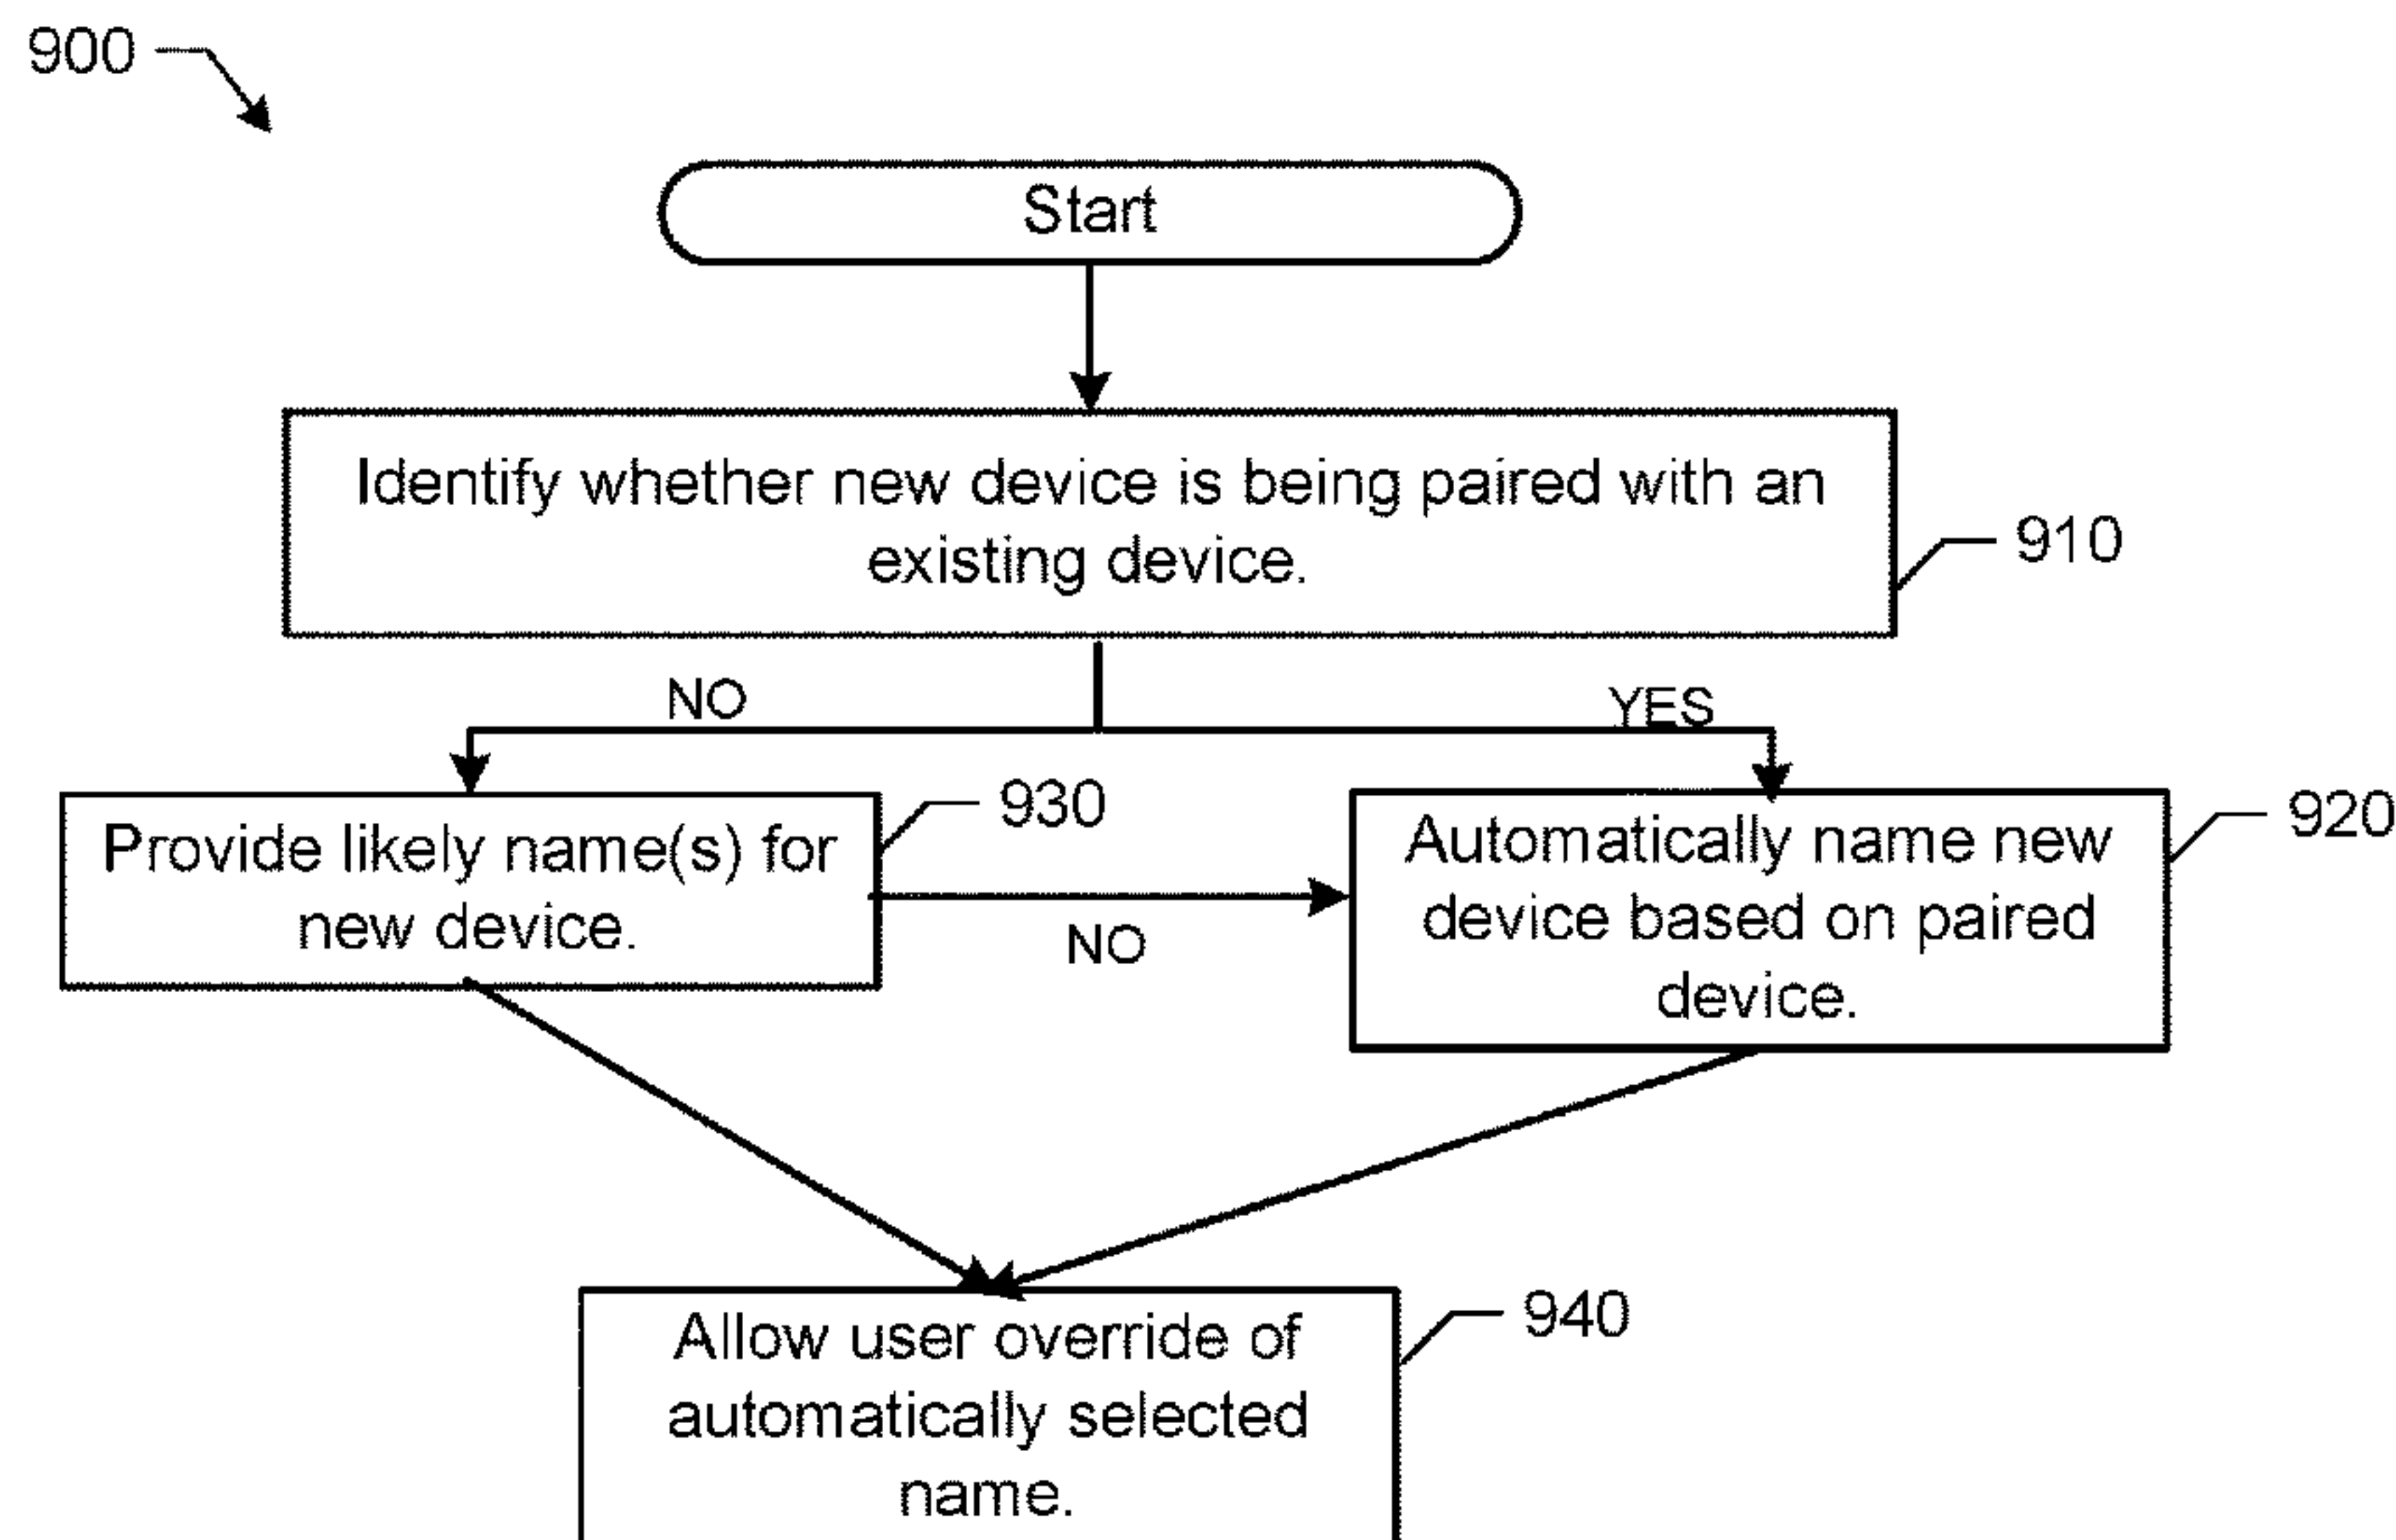 900
Start
Identify whether new device is being paired with an
existing device.
910
NO
YES
Provide likely name(s) for
new device.
930
NO
Automatically name new
device based on paired
device.
920
Allow user override of
automatically selected
name.
940